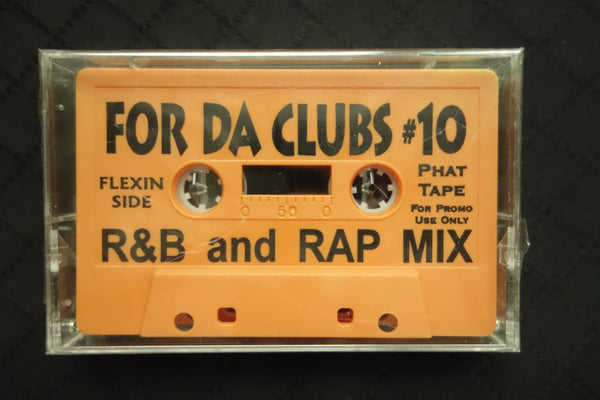 FOR DA CLUBS #10
FLEXIN
SIDE
PHAT
TAPE
FOR PROMO
USE ONLY
0 50 0
R&B and RAP MIX